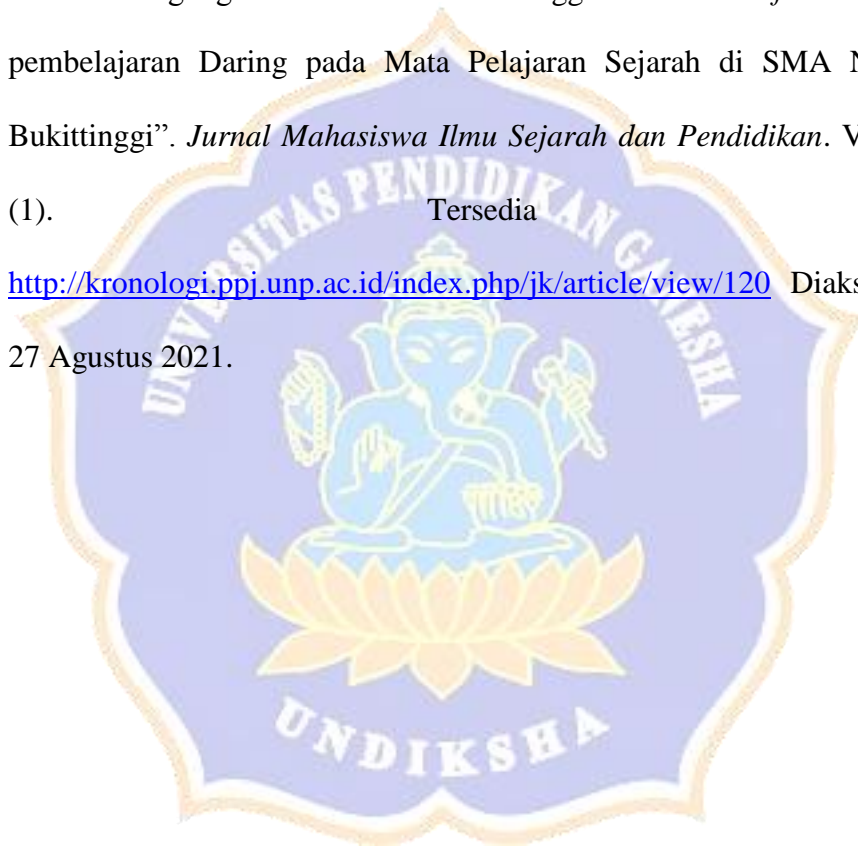 pembelajaran Daring pada Mata Pelajaran Sejarah di SMA
Bukittinggi”. Jurnal Mahasiswa Ilmu Sejarah dan Pendidikan.
(1). Tersedia
http://kronologi.ppj.unp.ac.id/index.php/jk/article/view/120
27 Agustus 2021.
UNIVERSITAS PENDIDIKAN GANESHA
UNDIKSHA